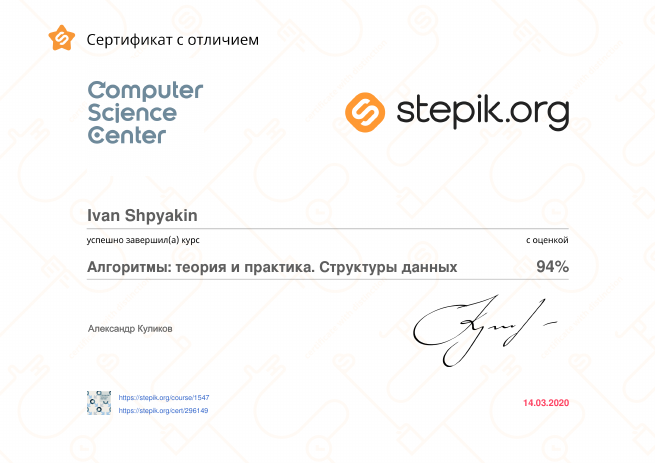 Сертификат с отличием
Computer
Science
Center
stepik.org
Ivan Shpyakin
успешно завершил(а) курс
с оценкой
Алгоритмы: теория и практика. Структуры данных
94%
Александр Куликов
https://stepik.org/course/1547
https://stepik.org/cert/296149
14.03.2020